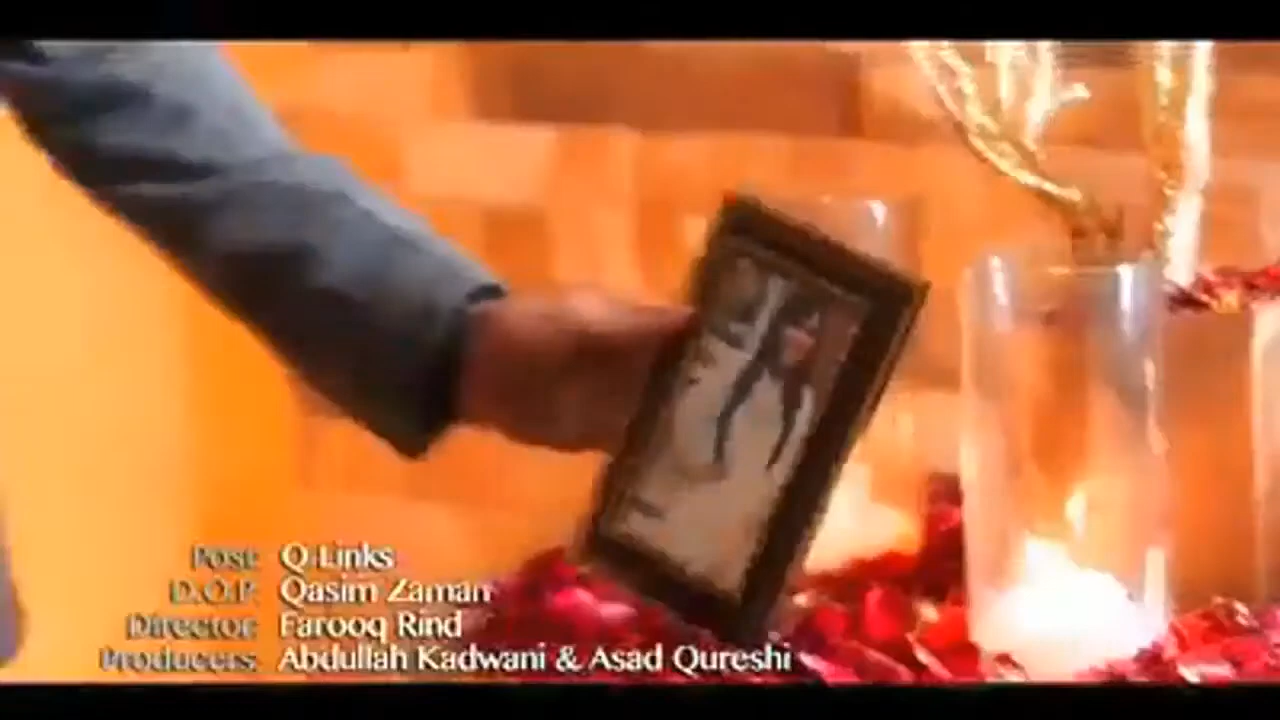 Post: Q-Links
D.O.P. Qasim Zaman
Director: Farooq Rind
Producers: Abdullah Kadwani & Asad Qureshi